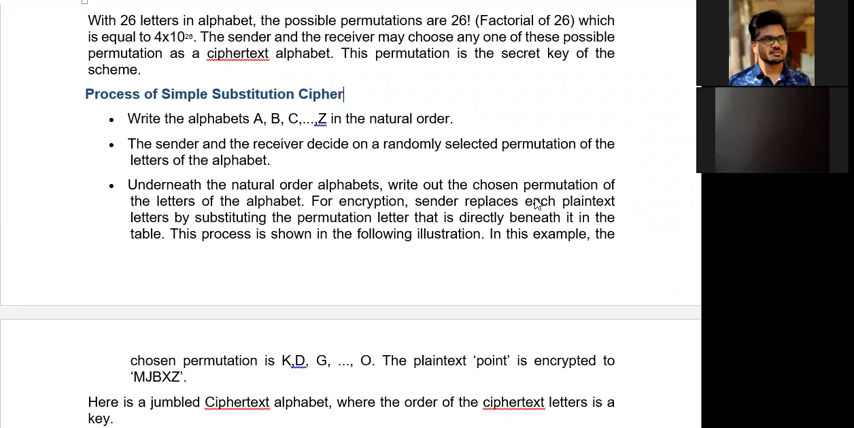 With 26 letters in alphabet, the possible permutations are 26! (Factorial of 26) which
is equal to 4x10²⁶. The sender and the receiver may choose any one of these possible
permutation as a ciphertext alphabet. This permutation is the secret key of the
scheme.
Process of Simple Substitution Cipher
• Write the alphabets A, B, C,...,Z in the natural order.
• The sender and the receiver decide on a randomly selected permutation of the
letters of the alphabet.
• Underneath the natural order alphabets, write out the chosen permutation of
the letters of the alphabet. For encryption, sender replaces each plaintext
letters by substituting the permutation letter that is directly beneath it in the
table. This process is shown in the following illustration. In this example, the
chosen permutation is K,D, G, ..., O. The plaintext ‘point’ is encrypted to
‘MJBXZ’.
Here is a jumbled Ciphertext alphabet, where the order of the ciphertext letters is a
key.